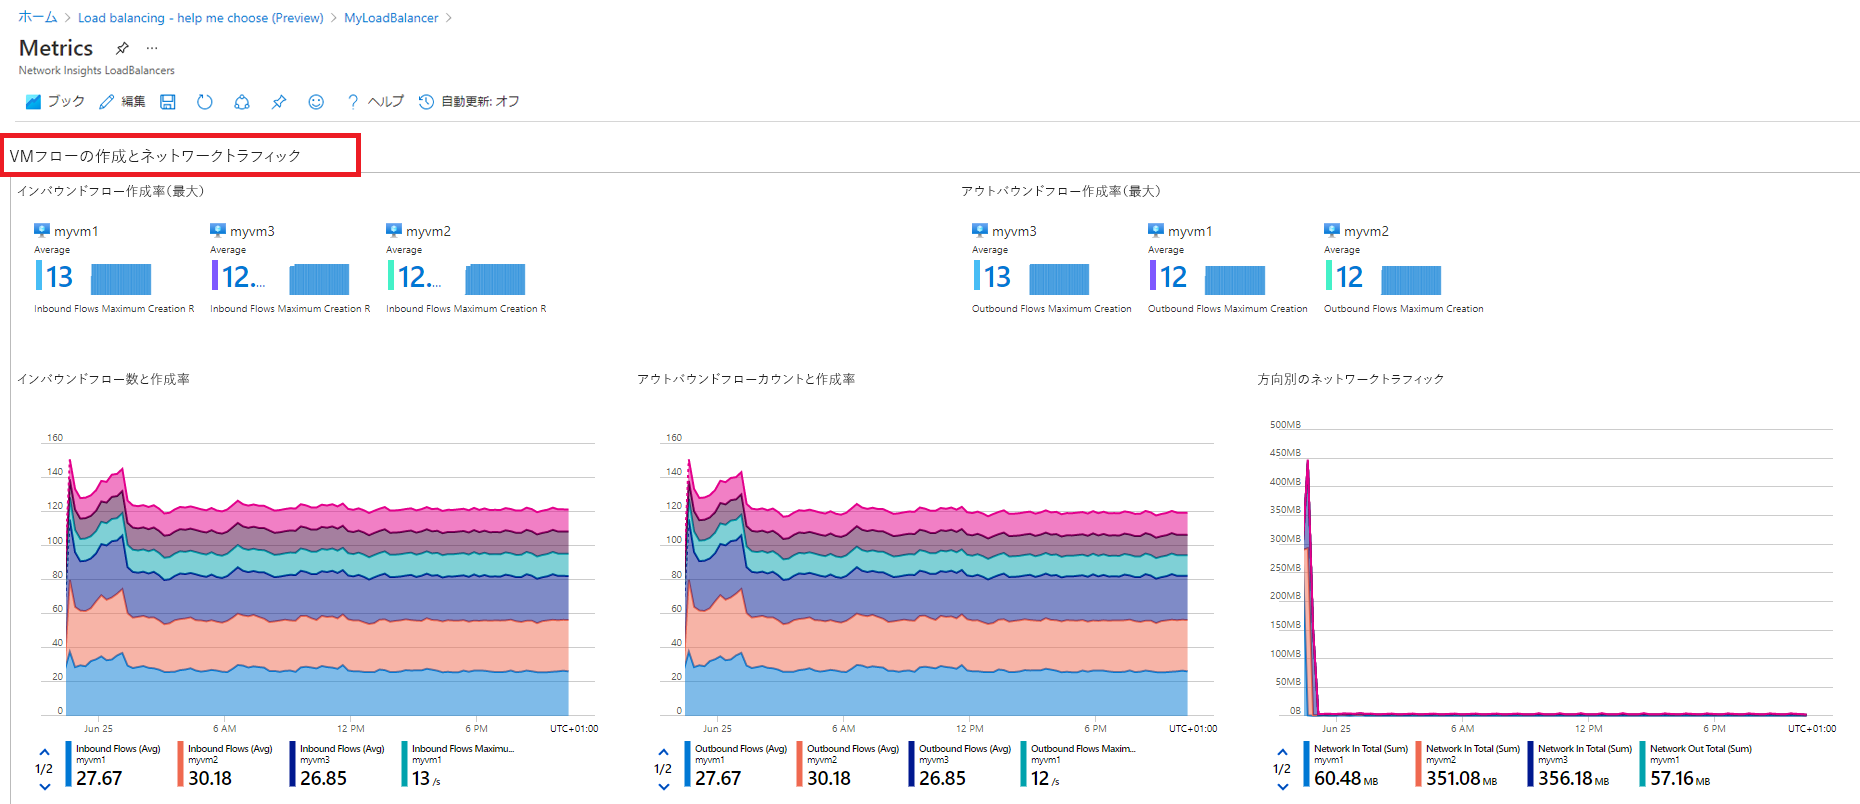 ホーム > Load balancing - help me choose (Preview) > MyLoadBalancer >
Metrics ...
Network Insights LoadBalancers
ブック 編集 ? ヘルプ 自動更新: オフ
VMフローの作成とネットワークトラフィック
インバウンドフロー作成率(最大)
myvm1 myvm3 myvm2
Average Average Average
13 12.... 12....
Inbound Flows Maximum Creation R Inbound Flows Maximum Creation R Inbound Flows Maximum Creation R
アウトバウンドフロー作成率(最大)
myvm3 myvm1 myvm2
Average Average Average
13 12 12
Outbound Flows Maximum Creation Outbound Flows Maximum Creation Outbound Flows Maximum Creation
インバウンドフロー数と作成率
160
140
120
100
80
60
40
20
0
Jun 25 6 AM 12 PM 6 PM UTC+01:00
1/2
Inbound Flows (Avg) Inbound Flows (Avg) Inbound Flows (Avg) Inbound Flows Maximu...
myvm1 myvm2 myvm3 myvm1
27.67 30.18 26.85 13 /s
アウトバウンドフローカウントと作成率
160
140
120
100
80
60
40
20
0
Jun 25 6 AM 12 PM 6 PM UTC+01:00
1/2
Outbound Flows (Avg) Outbound Flows (Avg) Outbound Flows (Avg) Outbound Flows Maxim...
myvm1 myvm2 myvm3 myvm1
27.67 30.18 26.85 12 /s
方向別のネットワークトラフィック
500MB
450MB
400MB
350MB
300MB
250MB
200MB
150MB
100MB
50MB
0B
Jun 25 6 AM 12 PM 6 PM UTC+01:00
1/2
Network In Total (Sum) Network In Total (Sum) Network In Total (Sum) Network Out Total (Sum)
myvm1 myvm2 myvm3 myvm1
60.48 MB 351.08 MB 356.18 MB 57.16 MB